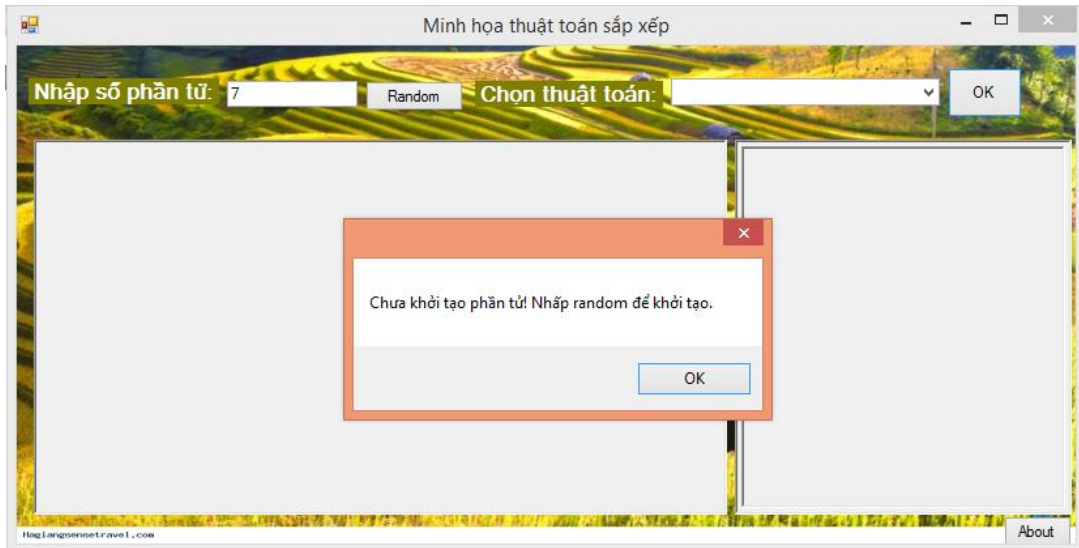 Minh họa thuật toán sắp xếp
Nhập số phần tử: 7 Random Chọn thuật toán: OK
Chưa khởi tạo phần tử! Nhấp random để khởi tạo.
OK
Hagiangsensetravel.com
About